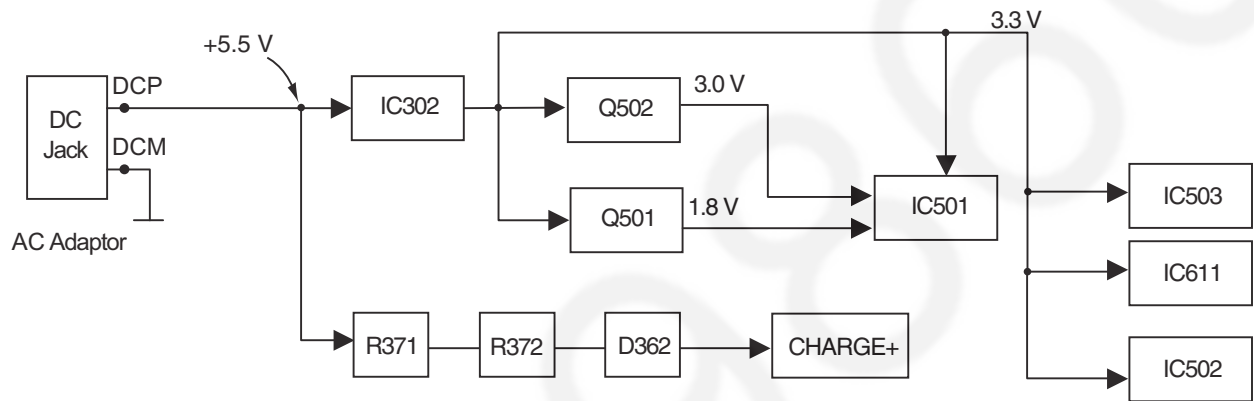 3.3 V
+5.5 V
DCP
DC
Jack
DCM
AC Adaptor
IC302
Q502
3.0 V
Q501
1.8 V
IC501
IC503
IC611
IC502
R371
R372
D362
CHARGE+